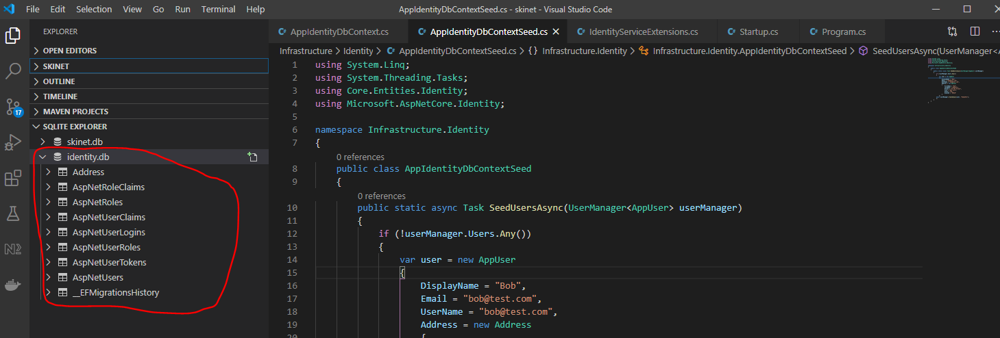 File Edit Selection View Go Run Terminal Help AppIdentityDbContextSeed.cs - skinet - Visual Studio Code
EXPLORER
OPEN EDITORS
SKINET
OUTLINE
TIMELINE
MAVEN PROJECTS
SQLITE EXPLORER
skinet.db
identity.db
Address
AspNetRoleClaims
AspNetRoles
AspNetUserClaims
AspNetUserLogins
AspNetUserRoles
AspNetUserTokens
AspNetUsers
__EFMigrationsHistory
17
AppIdentityDbContext.cs AppIdentityDbContextSeed.cs IdentityServiceExtensions.cs Startup.cs Program.cs
Infrastructure > Identity > AppIdentityDbContextSeed.cs > {} Infrastructure.Identity > Infrastructure.Identity.AppIdentityDbContextSeed > SeedUsersAsync(UserManager<A
1 using System.Linq;
2 using System.Threading.Tasks;
3 using Core.Entities.Identity;
4 using Microsoft.AspNetCore.Identity;
5
6 namespace Infrastructure.Identity
7 {
0 references
8 public class AppIdentityDbContextSeed
9 {
0 references
10 public static async Task SeedUsersAsync(UserManager<AppUser> userManager)
11 {
12 if (!userManager.Users.Any())
13 {
14 var user = new AppUser
15 {
16 DisplayName = "Bob",
17 Email = "bob@test.com",
18 UserName = "bob@test.com",
19 Address = new Address
20 {